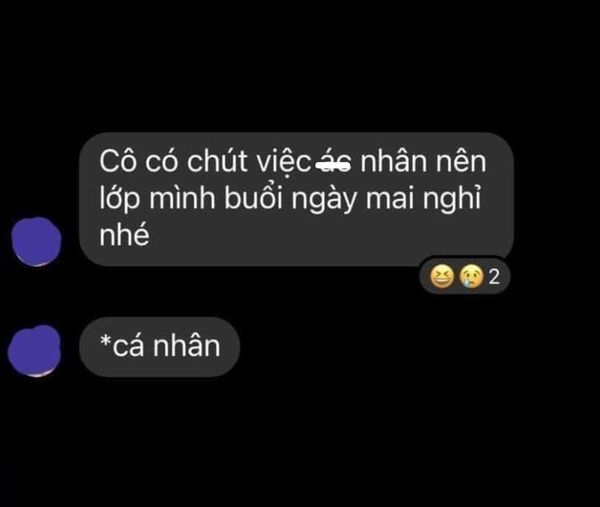 Cô có chút việc ác nhân nên
lớp mình buổi ngày mai nghỉ
nhé
2
*cá nhân